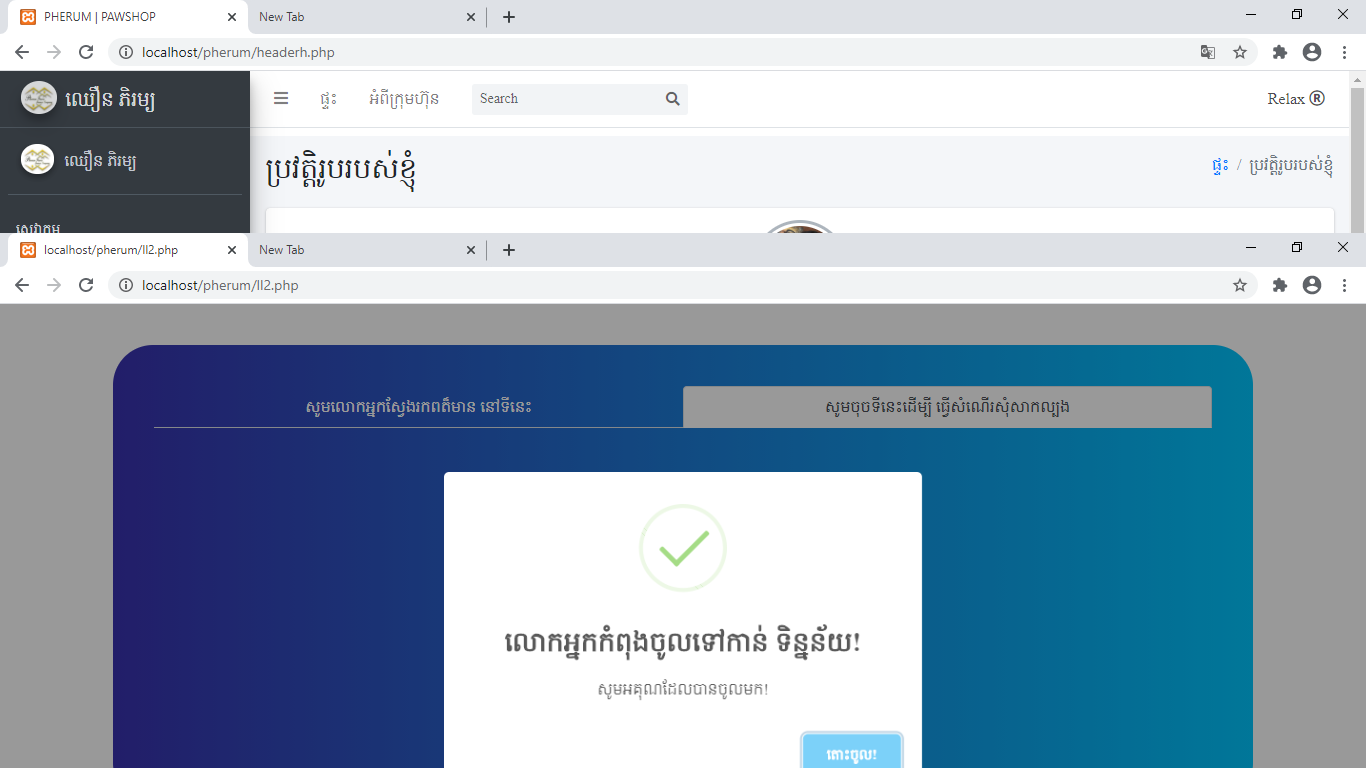 PHERUM | PAWSHOP
New Tab
localhost/pherum/headerh.php
ឈឿន ភិរម្យ
ផ្ទះ
អំពីក្រុមហ៊ុន
Search
Relax ®
ឈឿន ភិរម្យ
ប្រវត្តិរូបរបស់ខ្ញុំ
ផ្ទះ / ប្រវត្តិរូបរបស់ខ្ញុំ
សេវាកម្ម
localhost/pherum/ll2.php
New Tab
localhost/pherum/ll2.php
សូមលោកអ្នកស្វែងរកពត៏មាន នៅទីនេះ
សូមចុចទីនេះដើម្បី ធ្វើសំណើរសុំសាកល្បង
លោកអ្នកកំពុងចូលទៅកាន់ ទិន្នន័យ!
សូមអគុណដែលបានចូលមក!
តោះចូល!